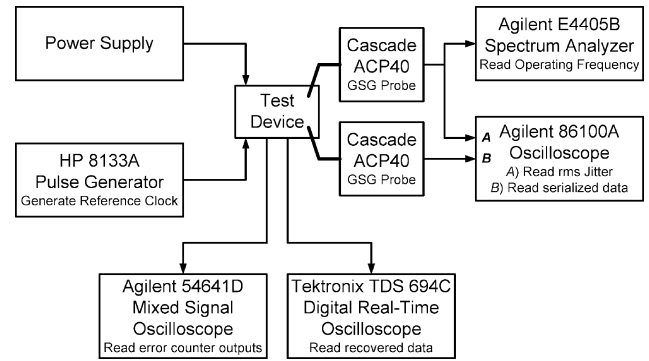 Power Supply
Cascade
ACP40
GSG Probe
Agilent E4405B
Spectrum Analyzer
Read Operating Frequency
Test
Device
HP 8133A
Pulse Generator
Generate Reference Clock
Cascade
ACP40
GSG Probe
A
B
Agilent 86100A
Oscilloscope
A) Read rms Jitter
B) Read serialized data
Agilent 54641D
Mixed Signal
Oscilloscope
Read error counter outputs
Tektronix TDS 694C
Digital Real-Time
Oscilloscope
Read recovered data